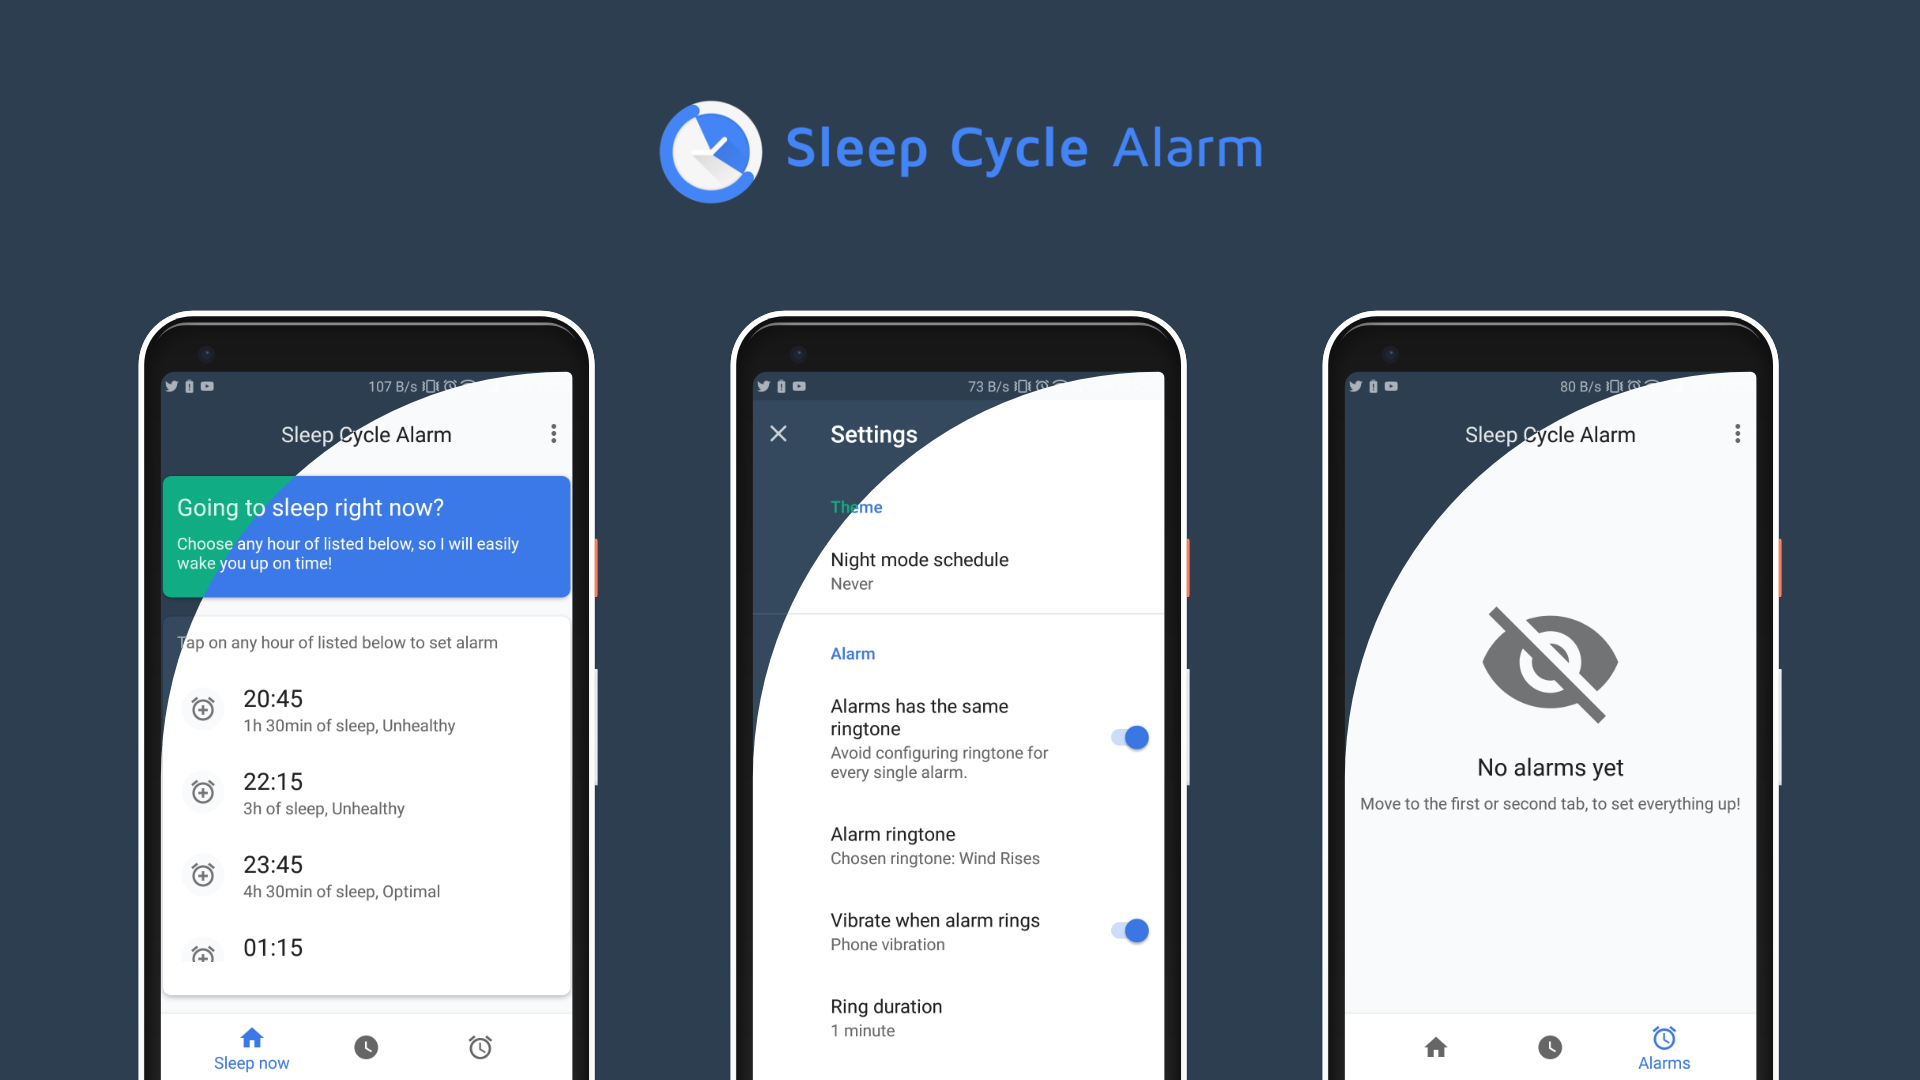 Sleep Cycle Alarm
107 B/s
Sleep Cycle Alarm
Going to sleep right now?
Choose any hour of listed below, so I will easily
wake you up on time!
Tap on any hour of listed below to set alarm
20:45
1h 30min of sleep, Unhealthy
22:15
3h of sleep, Unhealthy
23:45
4h 30min of sleep, Optimal
01:15
Sleep now
73 B/s
Settings
Theme
Night mode schedule
Never
Alarm
Alarms has the same
ringtone
Avoid configuring ringtone for
every single alarm.
Alarm ringtone
Chosen ringtone: Wind Rises
Vibrate when alarm rings
Phone vibration
Ring duration
1 minute
80 B/s
Sleep Cycle Alarm
No alarms yet
Move to the first or second tab, to set everything up!
Alarms